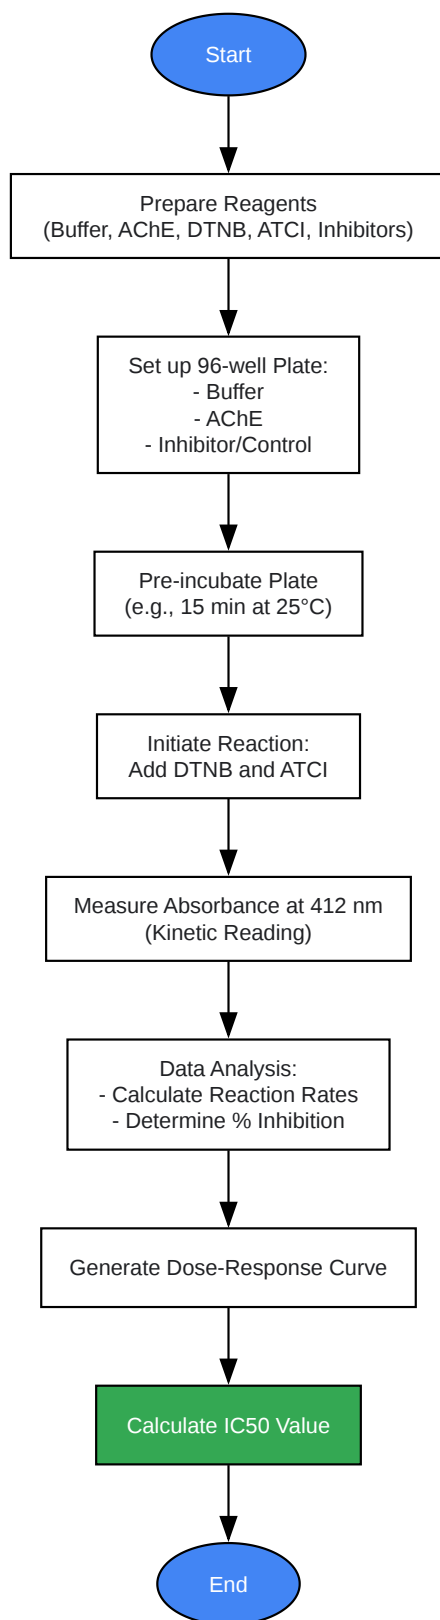 Start
Prepare Reagents
(Buffer, AChE, DTNB, ATCI, Inhibitors)
Set up 96-well Plate:
- Buffer
- AChE
- Inhibitor/Control
Pre-incubate Plate
(e.g., 15 min at 25°C)
Initiate Reaction:
Add DTNB and ATCI
Measure Absorbance at 412 nm
(Kinetic Reading)
Data Analysis:
- Calculate Reaction Rates
- Determine % Inhibition
Generate Dose-Response Curve
Calculate IC50 Value
End